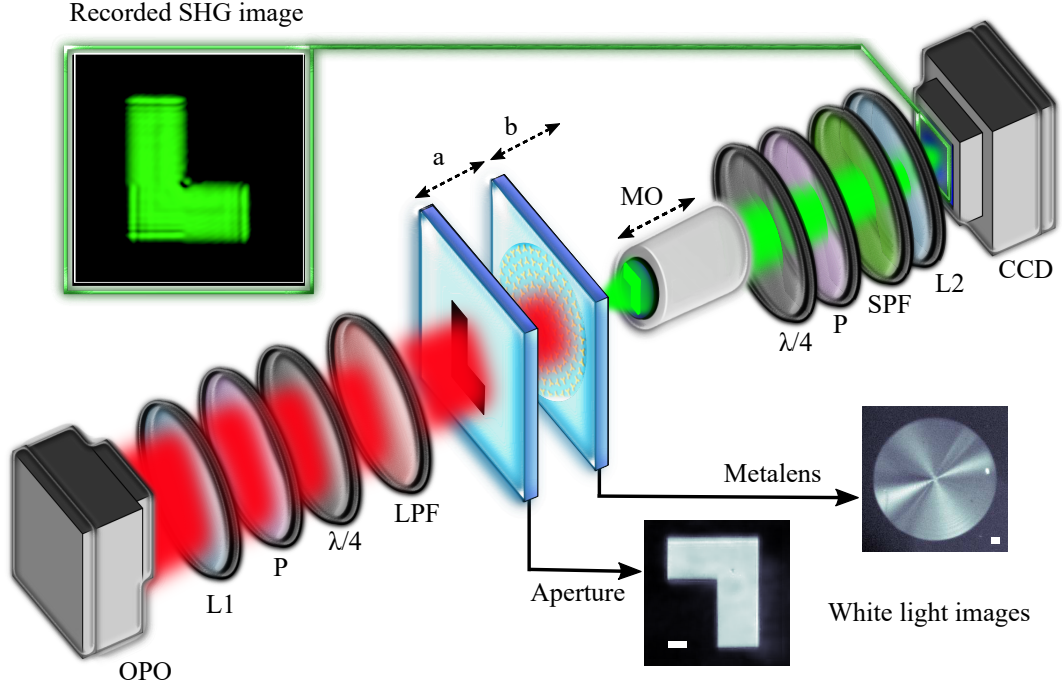 Recorded SHG image
a
b
MO
λ/4
P
SPF
L2
CCD
OPO
L1
P
λ/4
LPF
Metalens
Aperture
White light images